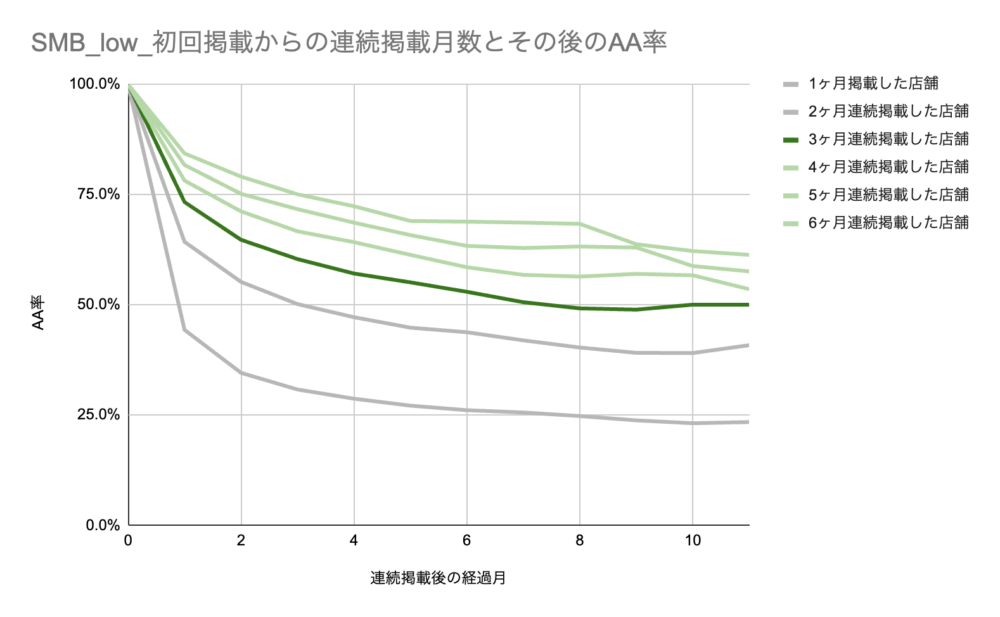 SMB_low_初回掲載からの連続掲載月数とその後のAA率
100.0%
75.0%
50.0%
25.0%
0.0%
AA率
0 2 4 6 8 10
連続掲載後の経過月
1ヶ月掲載した店舗
2ヶ月連続掲載した店舗
3ヶ月連続掲載した店舗
4ヶ月連続掲載した店舗
5ヶ月連続掲載した店舗
6ヶ月連続掲載した店舗